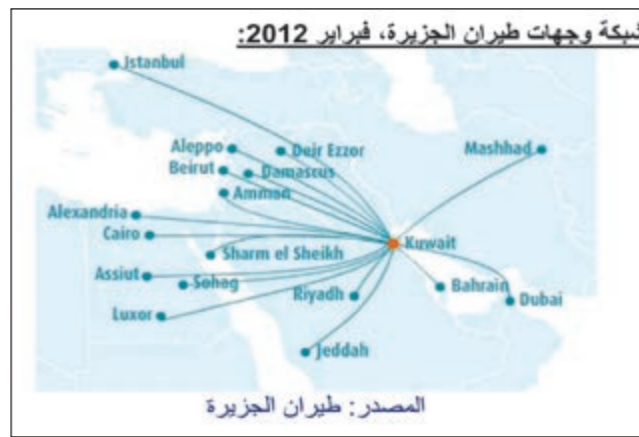 شبكة وجهات طيران الجزيرة، فبراير 2012:
Istanbul
Aleppo
Deir Ezzor
Mashhad
Beirut
Damascus
Amman
Alexandria
Cairo
Kuwait
Sharm el Sheikh
Assiut
Sohag
Riyadh
Bahrain
Dubai
Luxor
Jeddah
المصدر: طيران الجزيرة